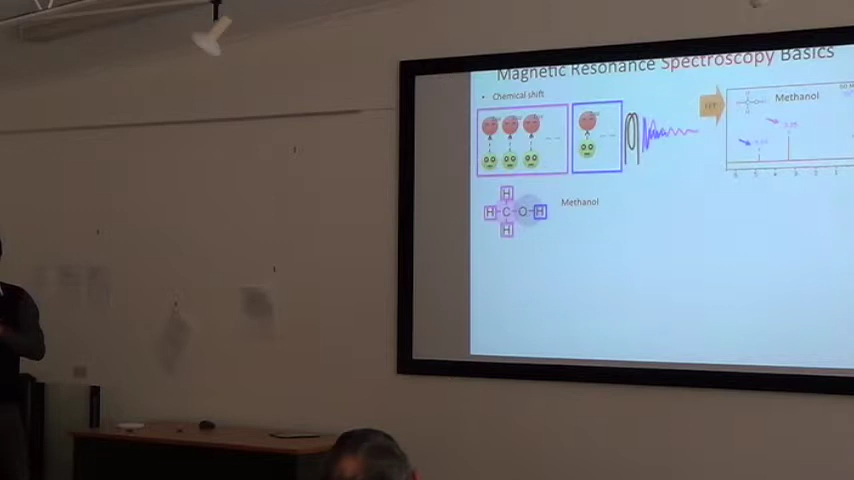 Magnetic Resonance Spectroscopy Basics
• Chemical shift
Methanol
H
H C O H
H
Methanol